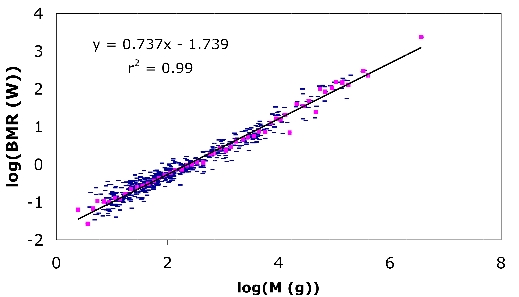 4
y = 0.737x - 1.739
r² = 0.99
3
2
1
0
-1
-2
log(BMR (W))
0 2 4 6 8
log(M (g))